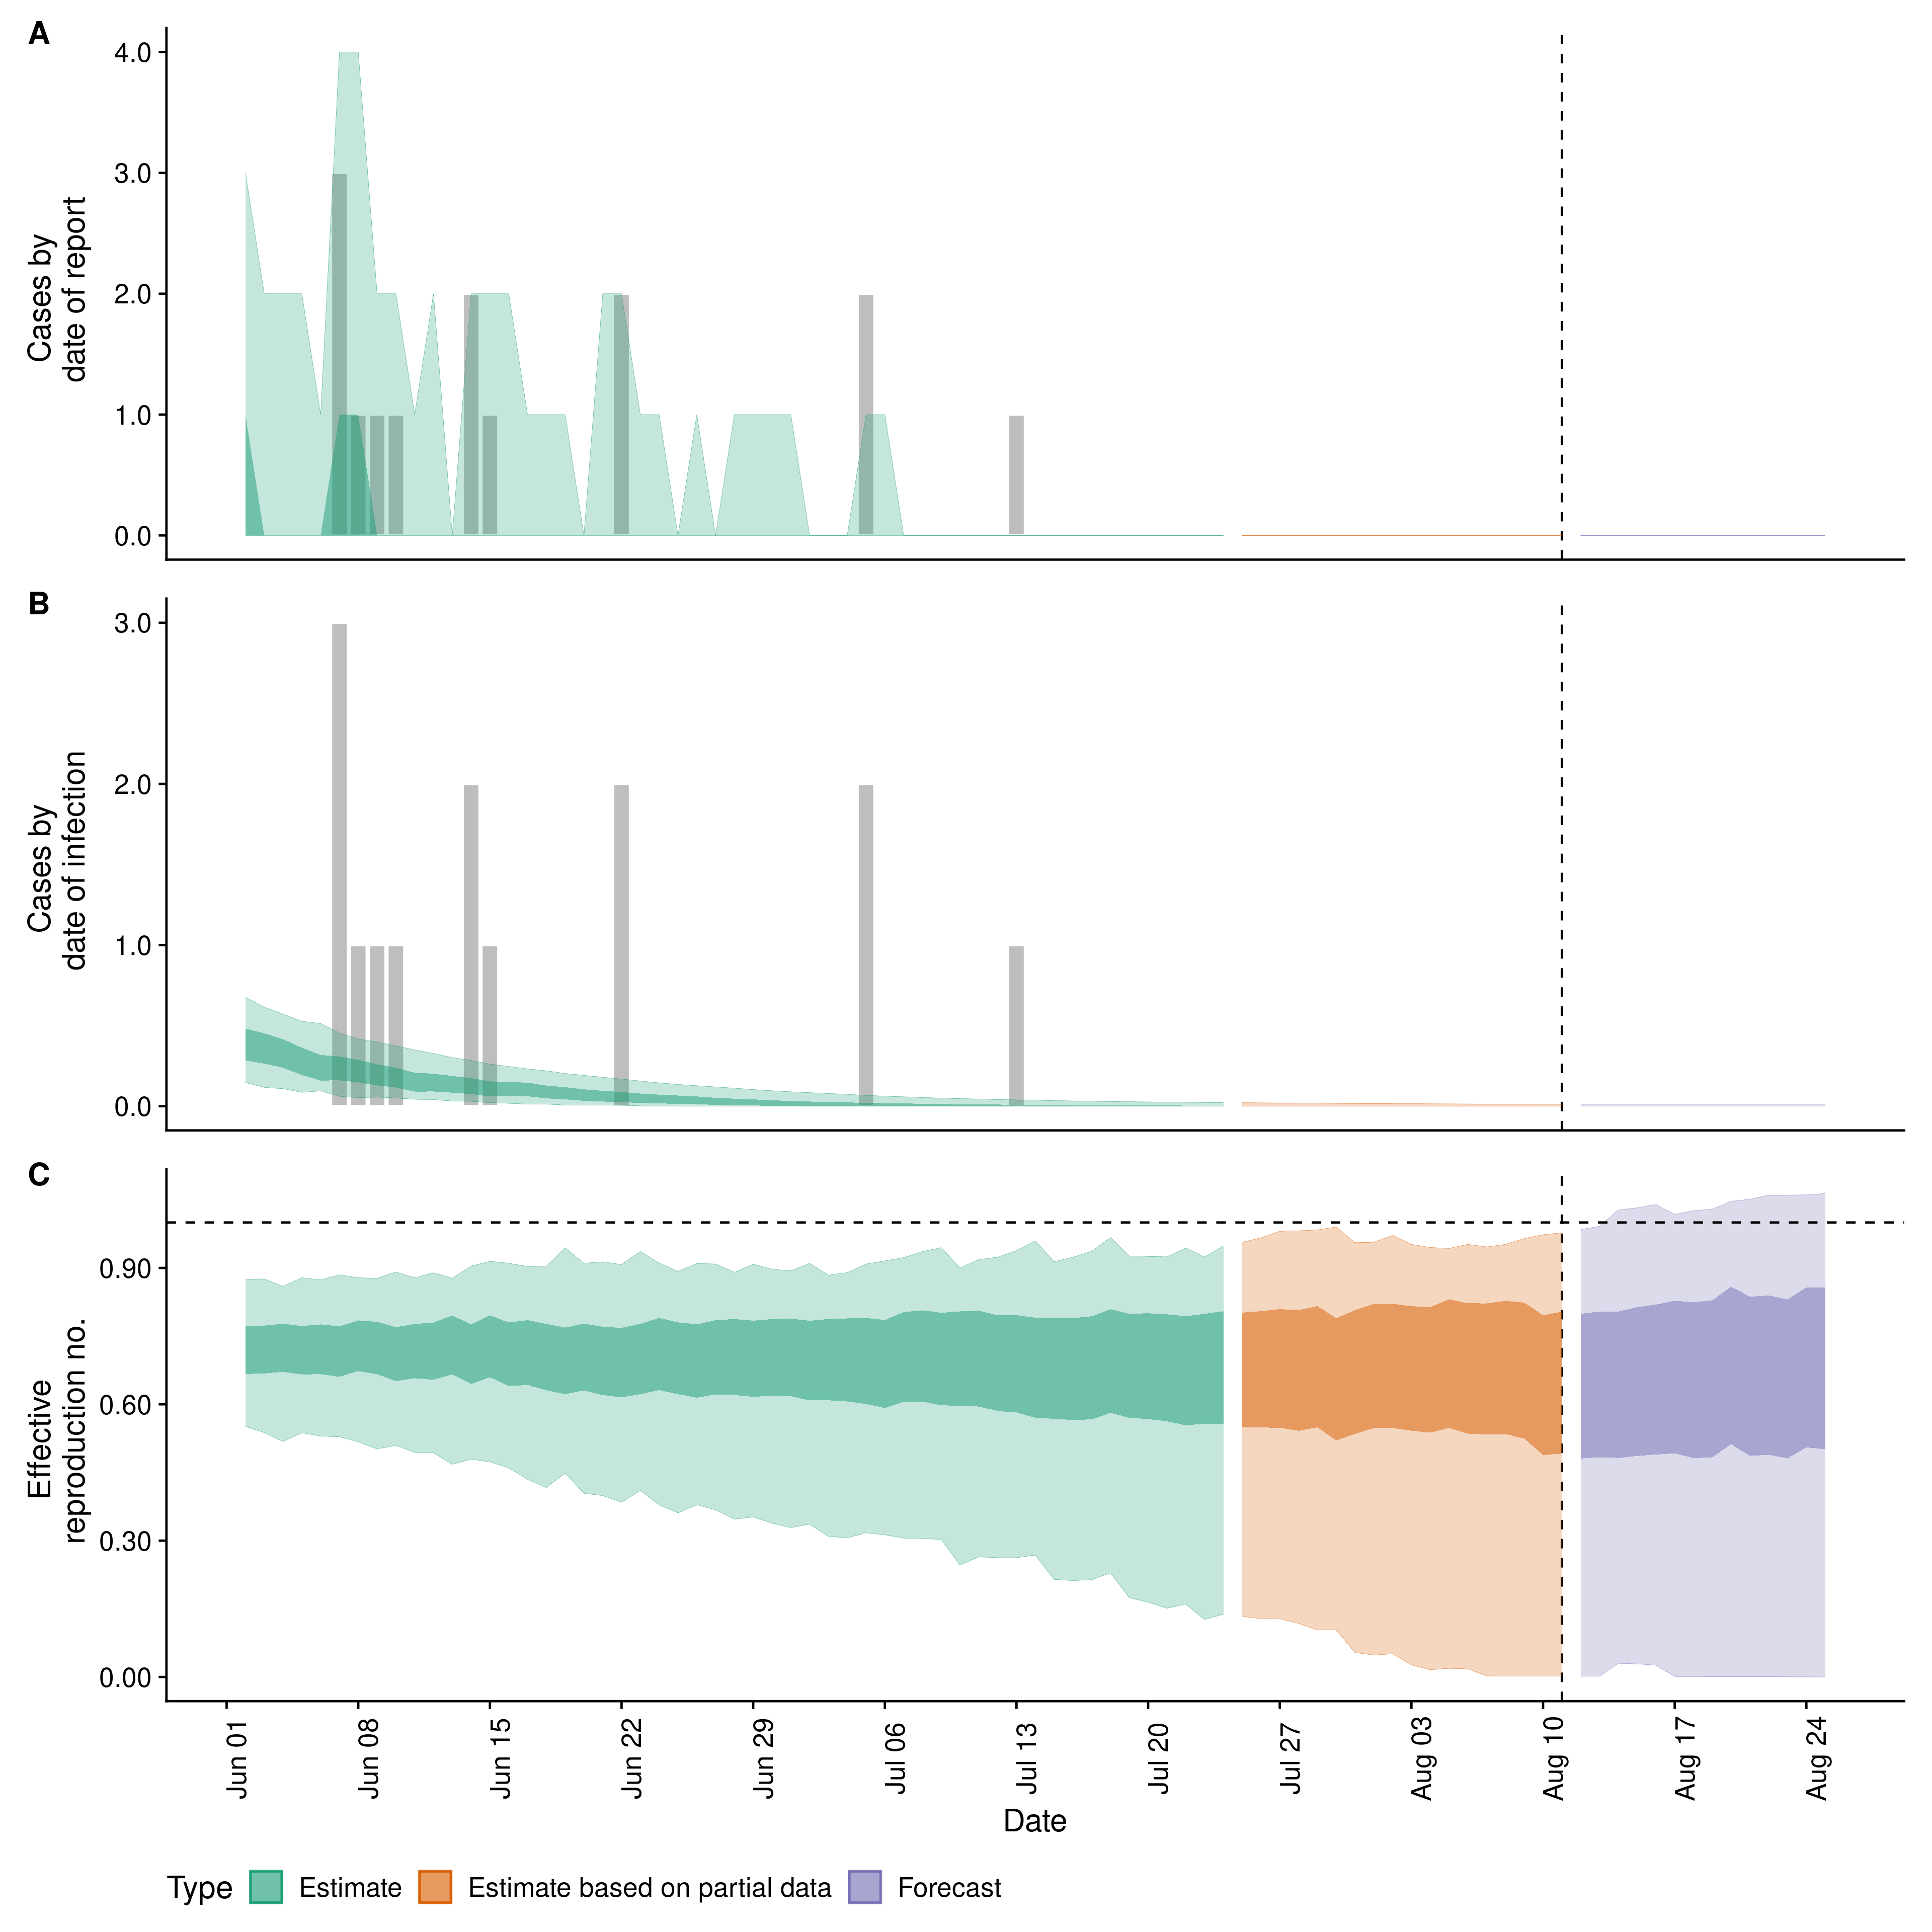 A
Cases by
date of report
4.0
3.0
2.0
1.0
0.0
B
Cases by
date of infection
3.0
2.0
1.0
0.0
C
Effective
reproduction no.
0.90
0.60
0.30
0.00
Jun 01
Jun 08
Jun 15
Jun 22
Jun 29
Jul 06
Jul 13
Jul 20
Jul 27
Aug 03
Aug 10
Aug 17
Aug 24
Date
Type Estimate Estimate based on partial data Forecast